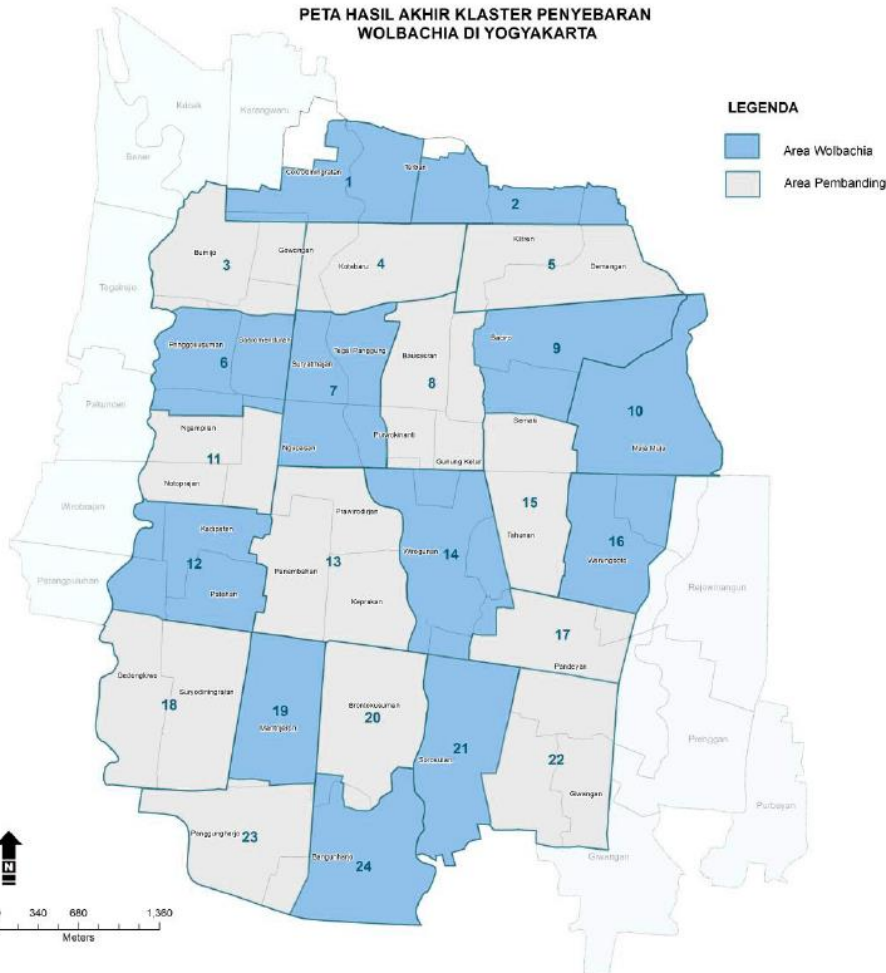 PETA HASIL AKHIR KLASTER PENYEBARAN
WOLBACHIA DI YOGYAKARTA
LEGENDA
Area Wolbachia
Area Pembanding
Kricak
Karangwaru
Bener
Cokrodiningratan
1
Terban
2
Tegalrejo
Bumijo
3
Gowongan
Kotabaru
4
Klitren
5
Demangan
Pringgokusuman
Sosromenduran
6
Suryatmajan
Tegal Panggung
7
Bausasran
8
Baciro
9
10
Muja Muju
Pakuncen
Ngampilan
11
Notoprajan
Ngupasan
Purwokinanti
Gunung Ketur
Semaki
15
Tahunan
Wirobrajan
Patangpuluhan
Kadipaten
12
Patehan
Prawirodirjan
Panembahan
13
Keprakan
Wirogunan
14
16
Warungboto
Rejowinangun
17
Pandeyan
Gedongkiwo
Suryodiningratan
18
19
Mantrijeron
Brontokusuman
20
21
Sorosutan
22
Giwangan
Prenggan
Purbayan
Giwangan
Panggungharjo
23
Bangunharjo
24
N
340
680
1,360
Meters